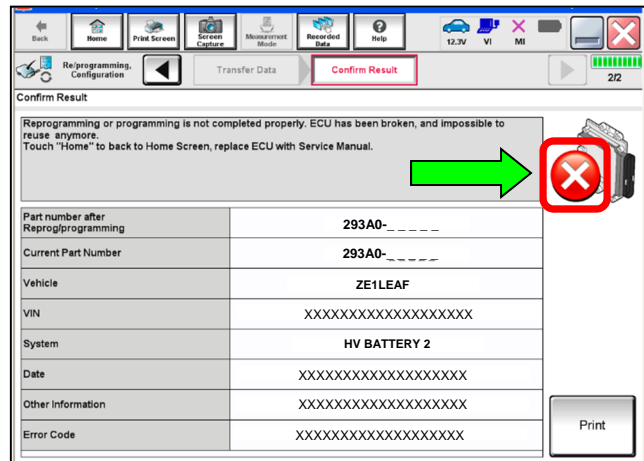 Back Home Print Screen Screen Capture Measurement Mode Recorded Data Help 12.3V VI MI
Re/programming, Configuration Transfer Data Confirm Result 2/2
Confirm Result
Reprogramming or programming is not completed properly. ECU has been broken, and impossible to
reuse anymore.
Touch "Home" to back to Home Screen, replace ECU with Service Manual.
Part number after
Reprog/programming
293A0-_ _ _ _ _
Current Part Number 293A0-_ _ _ _ _
Vehicle ZE1LEAF
VIN XXXXXXXXXXXXXXXXXXX
System HV BATTERY 2
Date XXXXXXXXXXXXXXXXXXX
Other Information XXXXXXXXXXXXXXXXXXX
Error Code XXXXXXXXXXXXXXXXXXX
Print